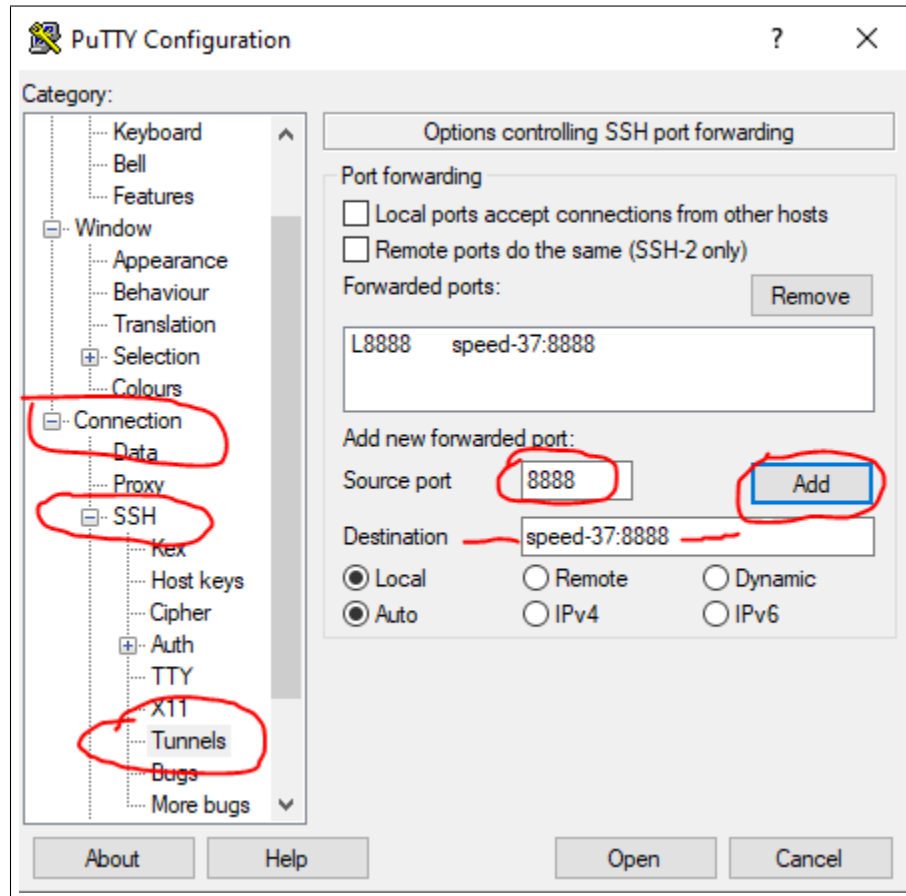 PuTTY Configuration ? ×
Category:
Keyboard
Bell
Features
Window
Appearance
Behaviour
Translation
Selection
Colours
Connection
Data
Proxy
SSH
Kex
Host keys
Cipher
Auth
TTY
X11
Tunnels
Bugs
More bugs
Options controlling SSH port forwarding
Port forwarding
Local ports accept connections from other hosts
Remote ports do the same (SSH-2 only)
Forwarded ports: Remove
L8888 speed-37:8888
Add new forwarded port:
Source port 8888 Add
Destination speed-37:8888
Local Remote Dynamic
Auto IPv4 IPv6
About Help Open Cancel